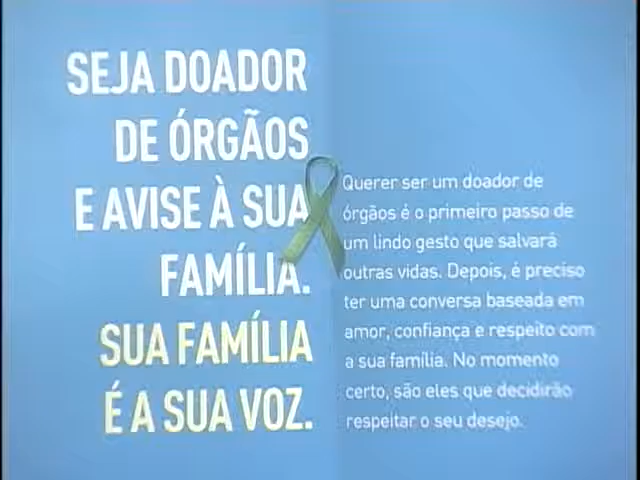 SEJA DOADOR
DE ÓRGÃOS
E AVISE À SUA
FAMÍLIA.
SUA FAMÍLIA
É A SUA VOZ.
Querer ser um doador de
órgãos é o primeiro passo de
um lindo gesto que salvará
outras vidas. Depois, é preciso
ter uma conversa baseada em
amor, confiança e respeito com
a sua família. No momento
certo, são eles que decidirão
respeitar o seu desejo.